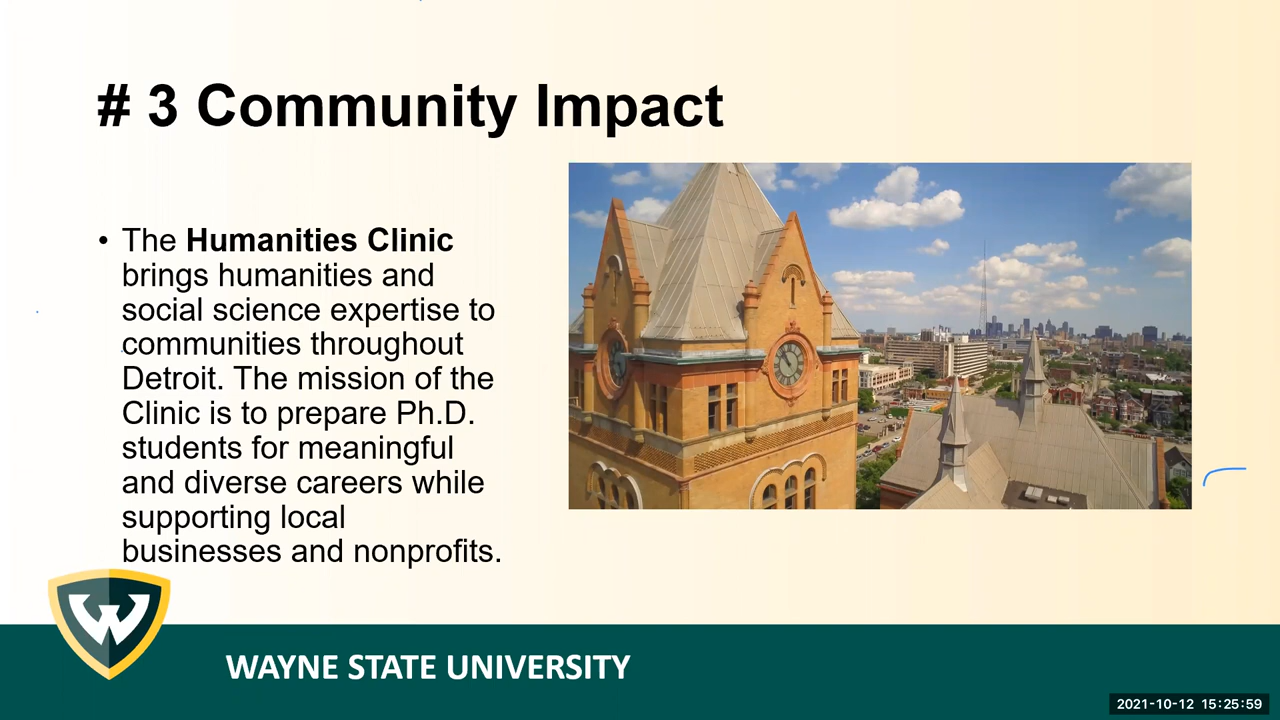 # 3 Community Impact
• The Humanities Clinic
brings humanities and
social science expertise to
communities throughout
Detroit. The mission of the
Clinic is to prepare Ph.D.
students for meaningful
and diverse careers while
supporting local
businesses and nonprofits.
W
WAYNE STATE UNIVERSITY
2021-10-12 15:25:59